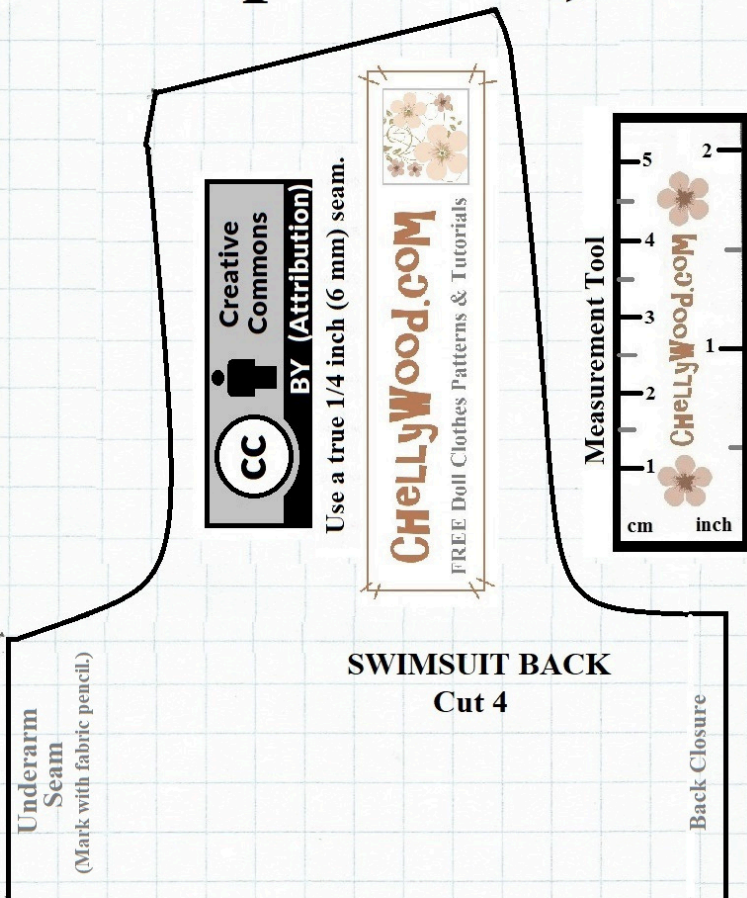 Creative
Commons
BY (Attribution)
cc
Use a true 1/4 inch (6 mm) seam.
CHELLyWood.coM
FREE Doll Clothes Patterns & Tutorials
Measurement Tool
5
4
3
2
1
cm
2
1
inch
CHELLyWood.coM
SWIMSUIT BACK
Cut 4
Underarm
Seam
(Mark with fabric pencil.)
Back Closure